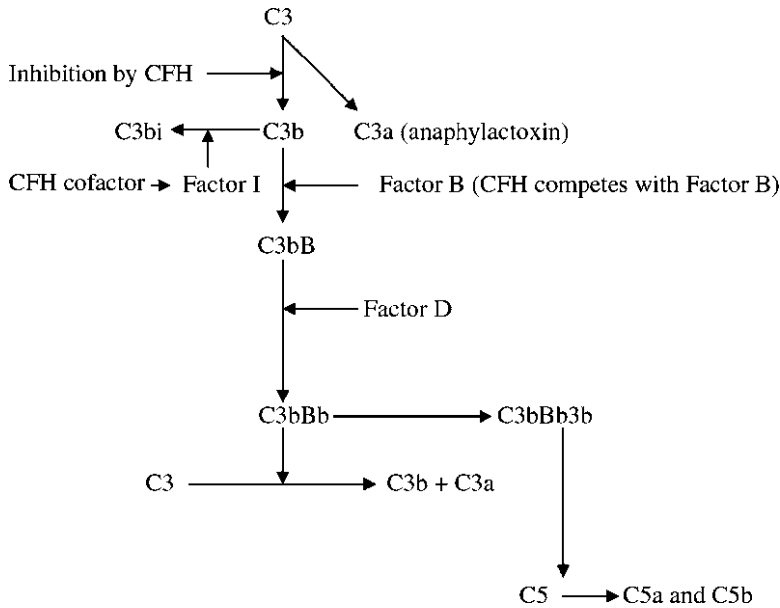 C3
Inhibition by CFH
C3bi C3b C3a (anaphylactoxin)
CFH cofactor Factor I Factor B (CFH competes with Factor B)
C3bB
Factor D
C3bBb C3bBb3b
C3 C3b + C3a
C5 C5a and C5b